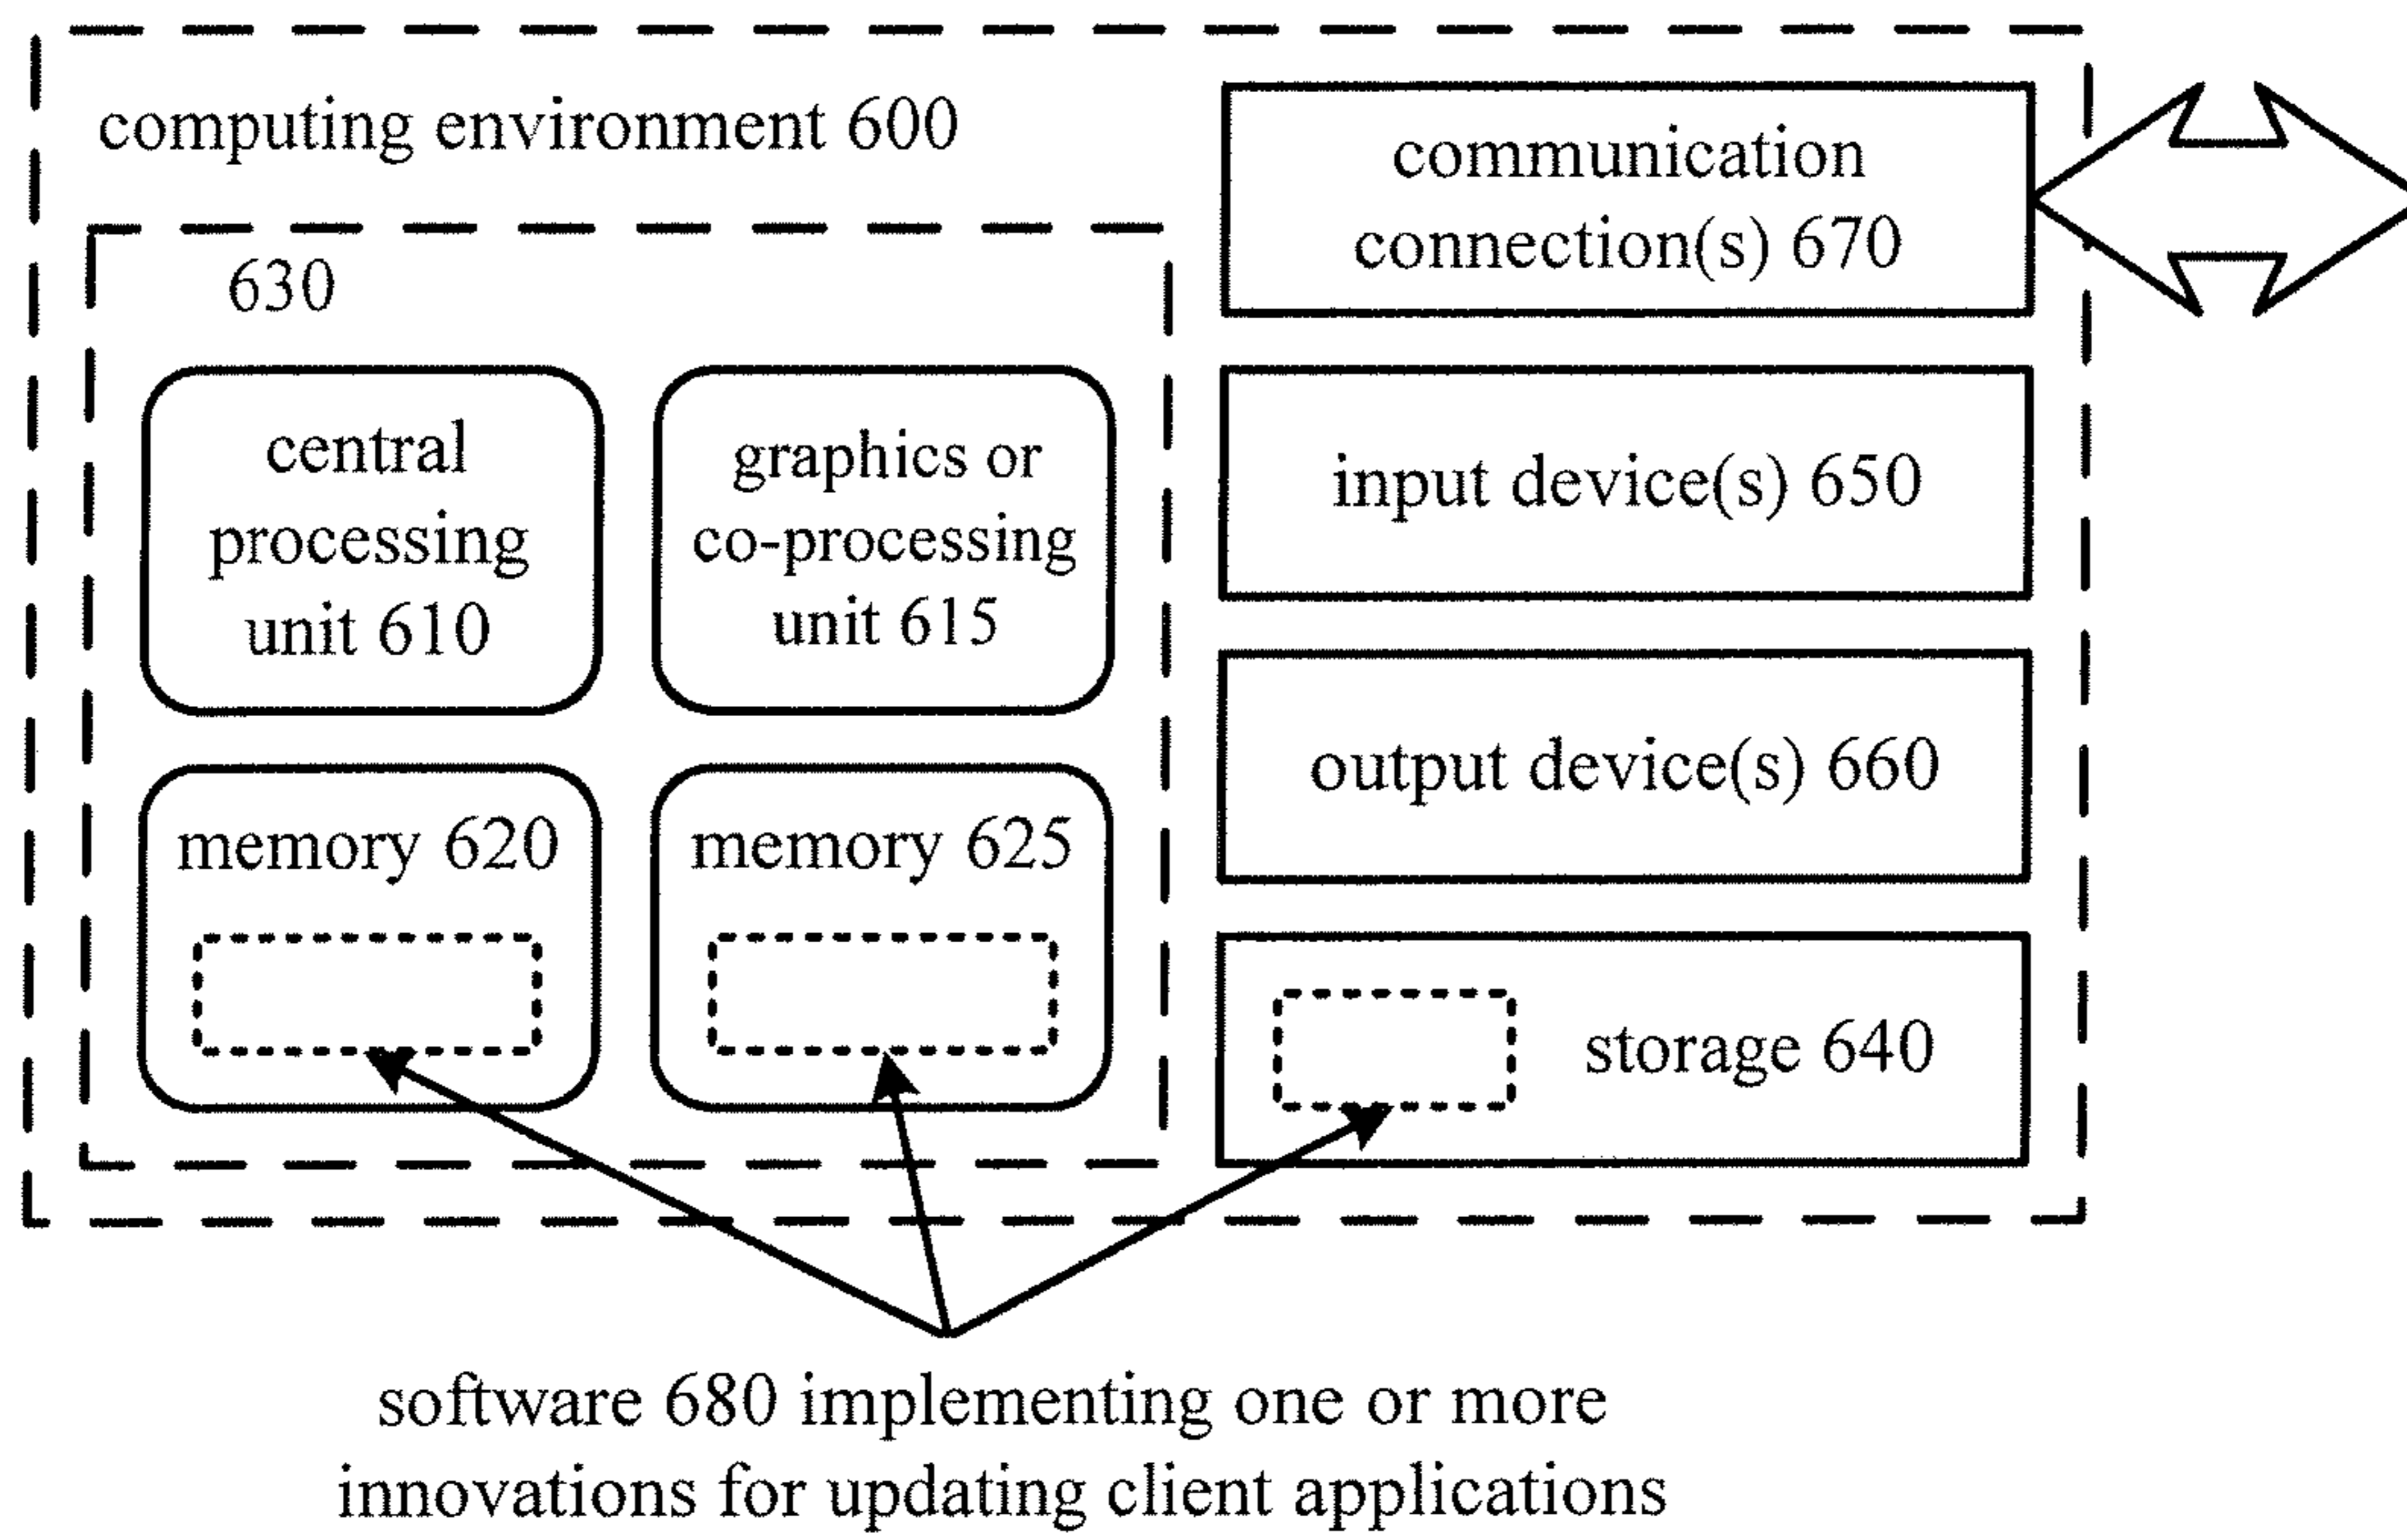 computing environment 600
630
central
processing
unit 610
graphics or
co-processing
unit 615
memory 620
memory 625
communication
connection(s) 670
input device(s) 650
output device(s) 660
storage 640
software 680 implementing one or more
innovations for updating client applications